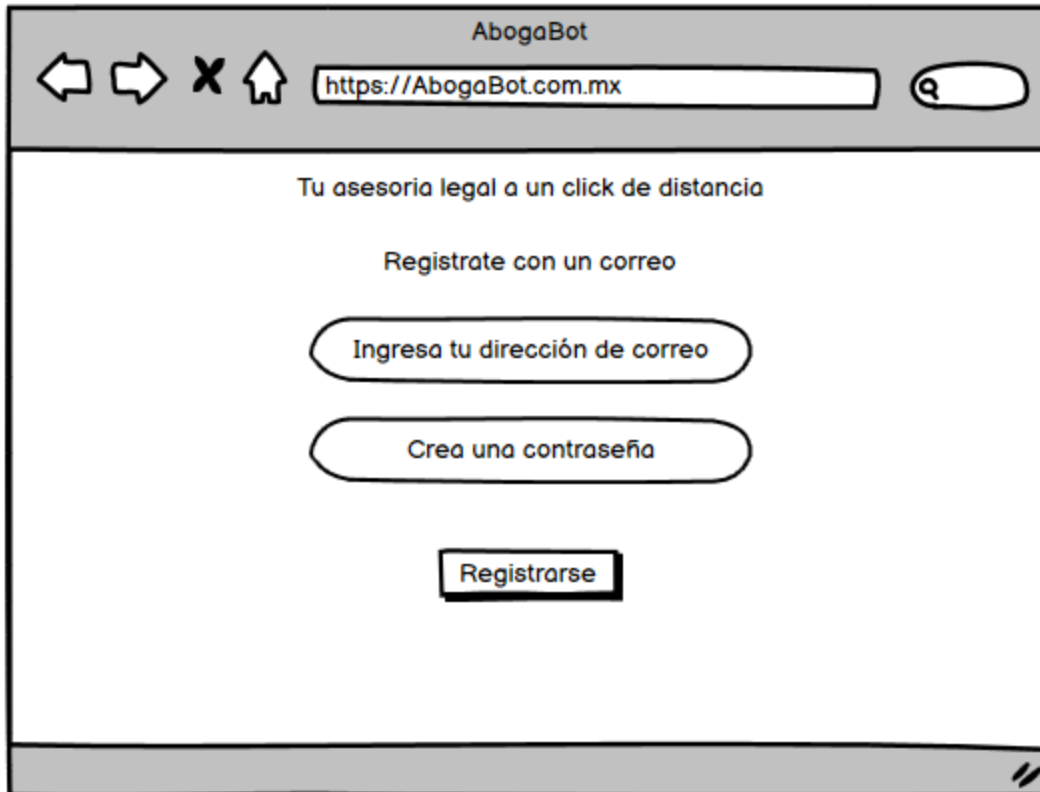 AbogaBot
https://AbogaBot.com.mx
Tu asesoria legal a un click de distancia
Registrate con un correo
Ingresa tu dirección de correo
Crea una contraseña
Registrarse